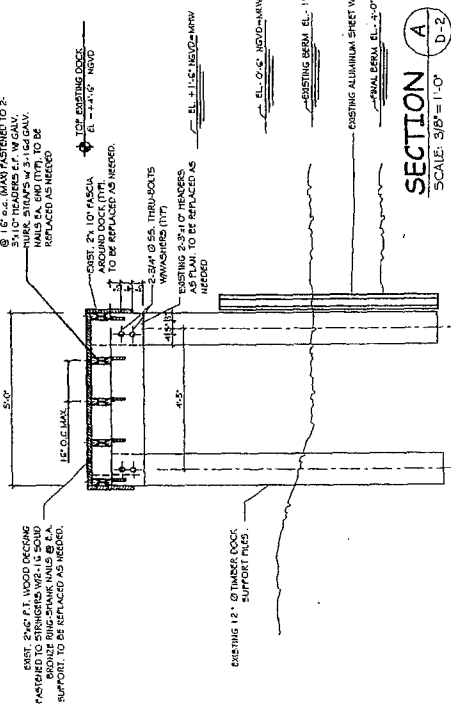 @ 16" o.c. (MAX) FASTENED TO 2-
3"x10" HEADERS E.F. W/ GALV.
HURR. STRAPS W/ 3-16d GALV.
NAILS EA. END (TYP). TO BE
REPLACED AS NEEDED
TOP EXISTING DOCK
EL - +4'-6" NGVD
EXIST. 2"x 10" FASCIA
AROUND DOCK (TYP)
TO BE REPLACED AS NEEDED.
2-3/4" Ø SS. THRU-BOLTS
W/WASHERS (TYP)
EXISTING 2-3"x10" HEADERS
AS PLAN. TO BE REPLACED AS
NEEDED
EL + 1'-6" NGVD=MHW
EL - 0'-6" NGVD=MLW
EXISTING BERM EL.- 1'
EXISTING ALUMINUM SHEET W
FINAL BERM EL.- 4'-0"
5'-0"
16" O.C MAX.
4'-3"
EXIST. 2"x6" P.T. WOOD DECKING
FASTENED TO STRINGERS W/2-16 SOLID
BRONZE RING-SHANK NAILS @ E.A.
SUPPORT. TO BE REPLACED AS NEEDED.
EXISTING 12" Ø TIMBER DOCK
SUPPORT PILES.
SECTION A
SCALE: 3/8" = 1'-0" D-2